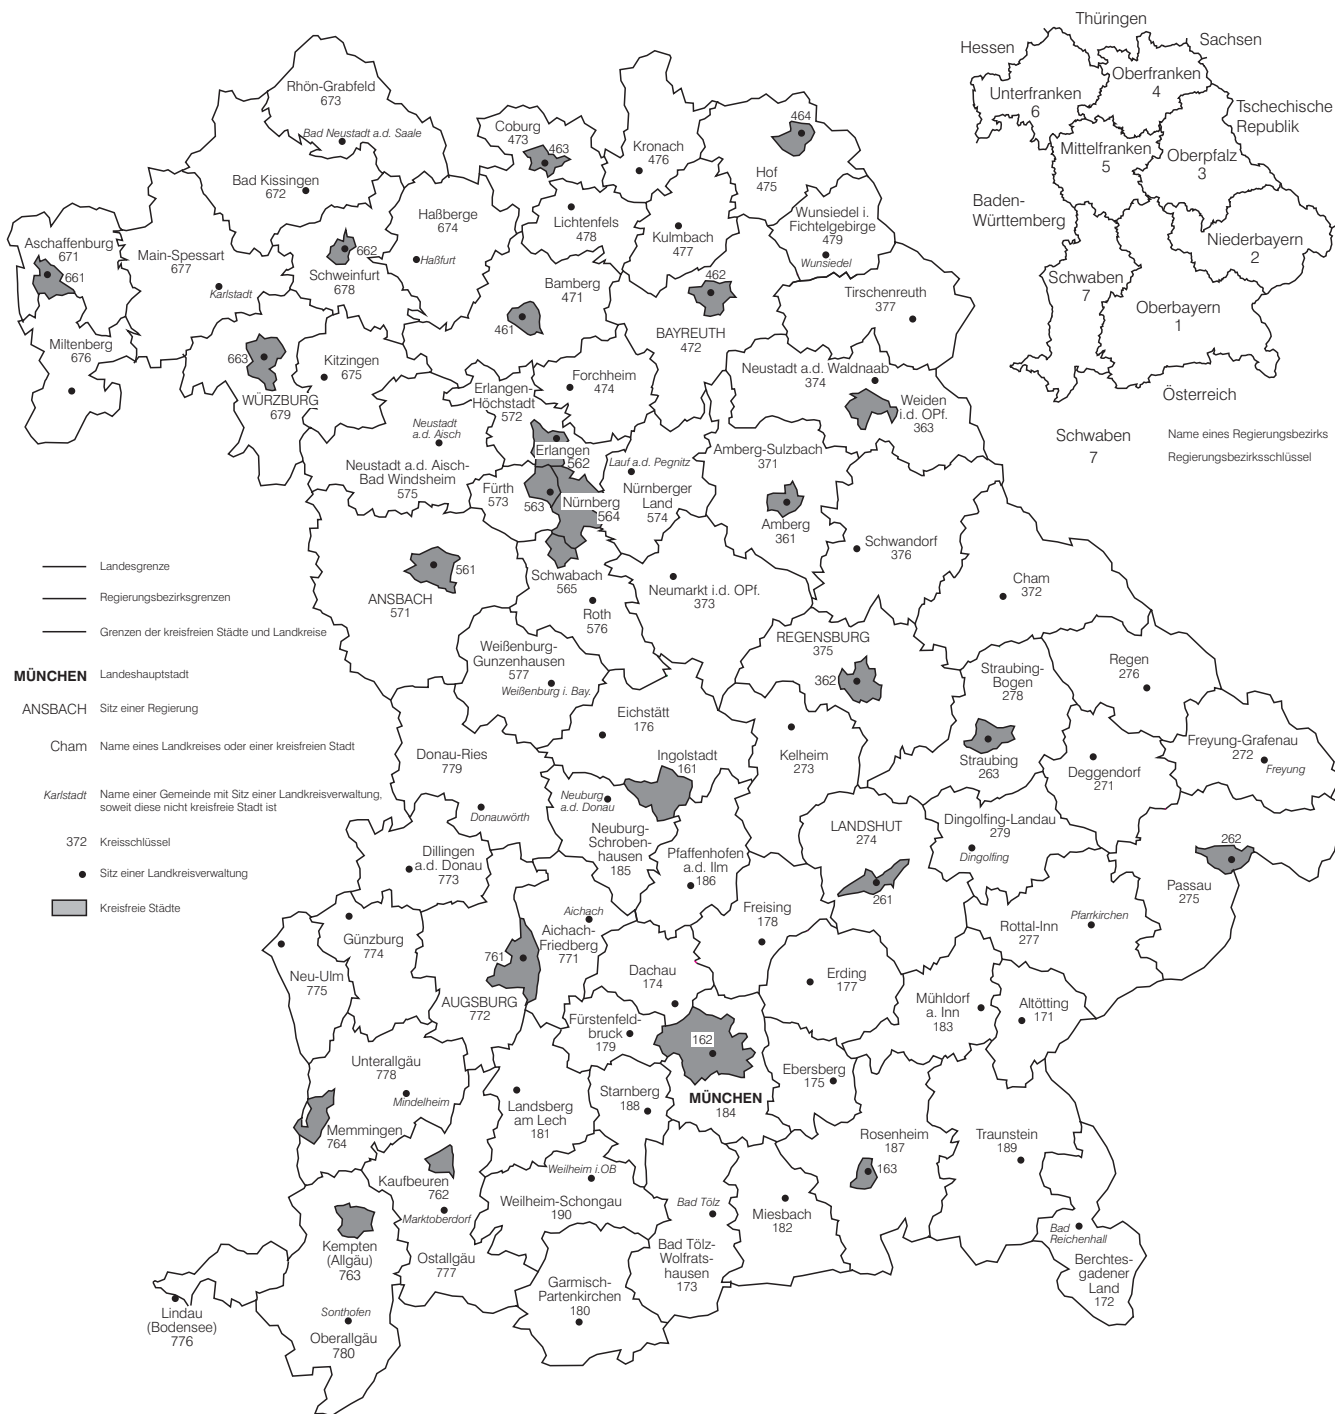 Thüringen
Hessen
Sachsen
Oberfranken
4
Unterfranken
6
Tschechische
Republik
Mittelfranken
5
Oberpfalz
3
Baden-
Württemberg
Niederbayern
2
Schwaben
7
Oberbayern
1
Österreich
Schwaben
7
Name eines Regierungsbezirks
Regierungsbezirksschlüssel
Rhön-Grabfeld
673
Bad Neustadt a.d. Saale
Coburg
473
463
Kronach
476
464
Hof
475
Bad Kissingen
672
Haßberge
674
Haßfurt
Lichtenfels
478
Kulmbach
477
Wunsiedel i.
Fichtelgebirge
479
Wunsiedel
Aschaffenburg
671
661
Main-Spessart
677
Karlstadt
662
Schweinfurt
678
Bamberg
471
461
462
BAYREUTH
472
Tirschenreuth
377
Miltenberg
676
663
WÜRZBURG
679
Kitzingen
675
Erlangen-
Höchstadt
572
Forchheim
474
Neustadt a.d. Waldnaab
374
Weiden
i.d. OPf.
363
Neustadt
a.d. Aisch
Neustadt a.d. Aisch-
Bad Windsheim
575
Erlangen
562
Lauf a.d. Pegnitz
Nürnberger
Land
574
Amberg-Sulzbach
371
Amberg
361
Fürth
573
563
Nürnberg
564
Schwandorf
376
Cham
372
561
ANSBACH
571
Schwabach
565
Roth
576
Neumarkt i.d. OPf.
373
Landesgrenze
Regierungsbezirksgrenzen
Grenzen der kreisfreien Städte und Landkreise
MÜNCHEN Landeshauptstadt
ANSBACH Sitz einer Regierung
Cham Name eines Landkreises oder einer kreisfreien Stadt
Karlstadt Name einer Gemeinde mit Sitz einer Landkreisverwaltung,
soweit diese nicht kreisfreie Stadt ist
372 Kreisschlüssel
Sitz einer Landkreisverwaltung
Kreisfreie Städte
Weißenburg-
Gunzenhausen
577
Weißenburg i. Bay.
REGENSBURG
375
362
Straubing-
Bogen
278
Regen
276
Straubing
263
Eichstätt
176
Ingolstadt
161
Kelheim
273
Deggendorf
271
Freyung-Grafenau
272
Freyung
Donau-Ries
779
Donauwörth
Neuburg
a.d. Donau
Neuburg-
Schrobenhausen
hausen
185
Pfaffenhofen
a.d. Ilm
186
LANDSHUT
274
261
Dingolfing-Landau
279
Dingolfing
262
Passau
275
Dillingen
a.d. Donau
773
Aichach
Aichach-
Friedberg
771
Freising
178
Rottal-Inn
277
Pfarrkirchen
Günzburg
774
Neu-Ulm
775
761
AUGSBURG
772
Dachau
174
Erding
177
Mühldorf
a. Inn
183
Altötting
171
Fürstenfeld-
bruck
179
162
MÜNCHEN
184
Ebersberg
175
Unterallgäu
778
Mindelheim
Memmingen
764
Landsberg
am Lech
181
Starnberg
188
Rosenheim
187
163
Traunstein
189
Kaufbeuren
762
Marktoberdorf
Ostallgäu
777
Weilheim i.OB
Weilheim-Schongau
190
Bad Tölz
Bad Tölz-
Wolfrats-
hausen
173
Miesbach
182
Bad
Reichenhall
Berchtes-
gadener
Land
172
Kempten
(Allgäu)
763
Garmisch-
Partenkirchen
180
Lindau
(Bodensee)
776
Sonthofen
Oberallgäu
780